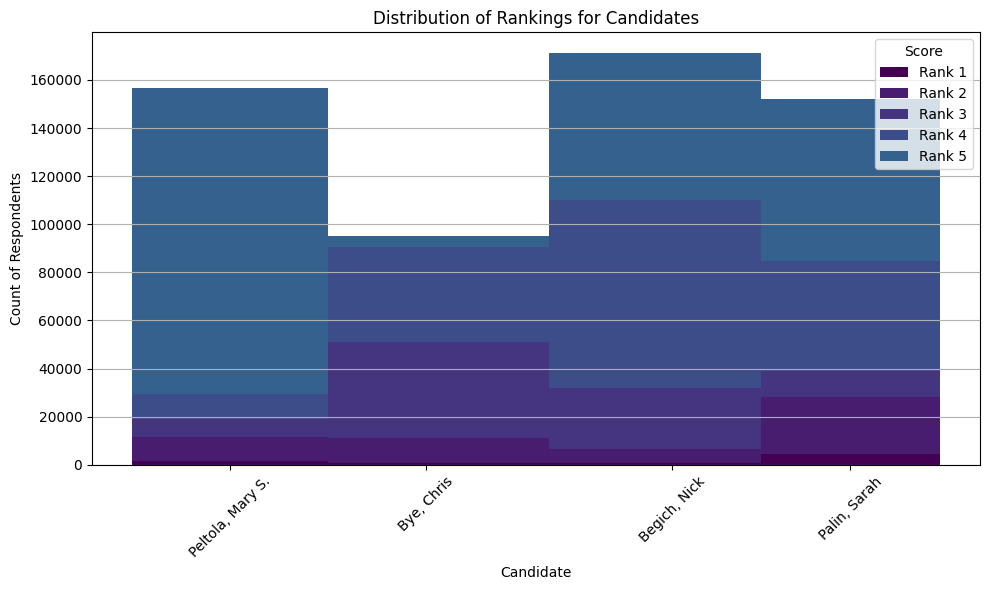 Distribution of Rankings for Candidates
Score
Rank 1
Rank 2
Rank 3
Rank 4
Rank 5
Count of Respondents
160000
140000
120000
100000
80000
60000
40000
20000
0
Peltola, Mary S.
Bye, Chris
Begich, Nick
Palin, Sarah
Candidate